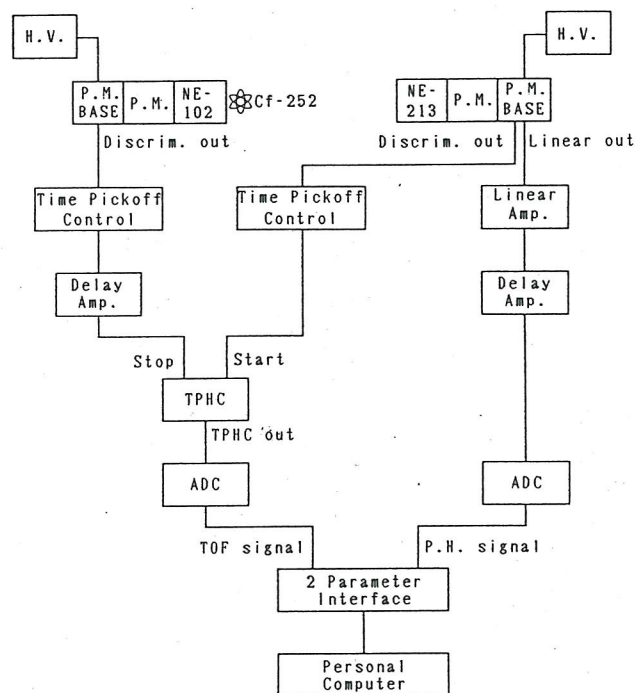 H.V.
H.V.
P.M.
BASE
P.M.
NE-
102
Cf-252
NE-
213
P.M.
P.M.
BASE
Discrim. out
Discrim. out
Linear out
Time Pickoff
Control
Time Pickoff
Control
Linear
Amp.
Delay
Amp.
Delay
Amp.
Stop
Start
TPHC
TPHC out
ADC
ADC
TOF signal
P.H. signal
2 Parameter
Interface
Personal
Computer